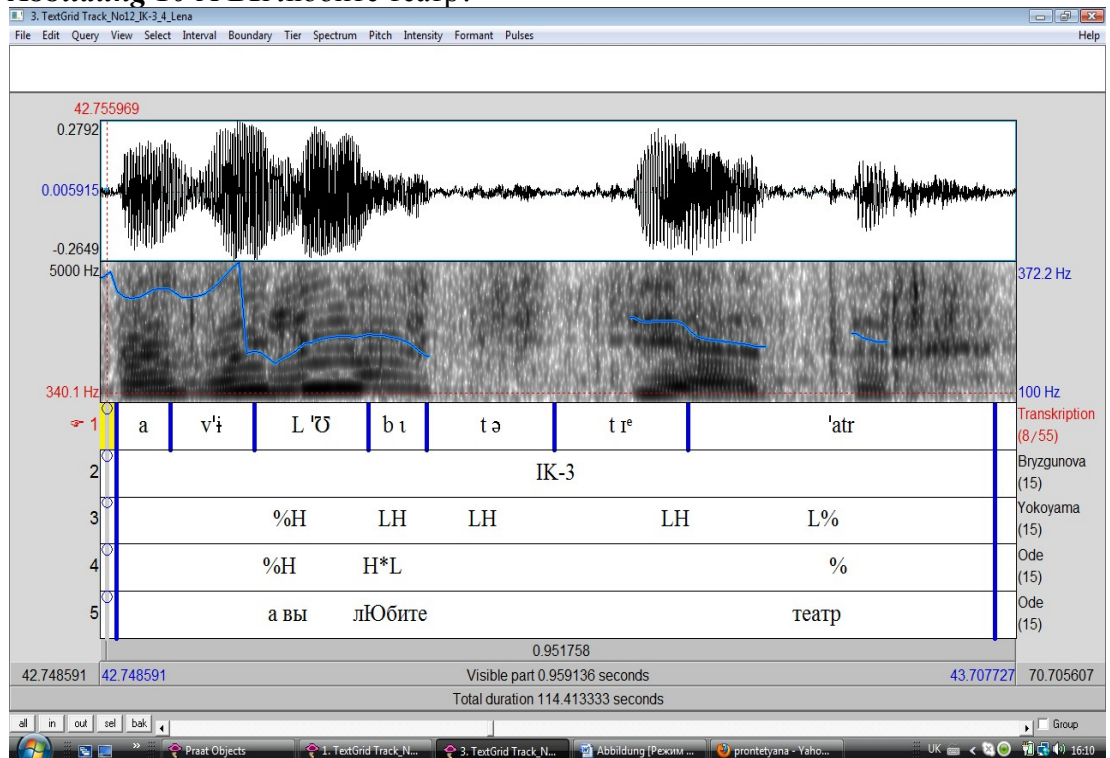 3. TextGrid Track_No12_IK-3_4_Lena
File Edit Query View Select Interval Boundary Tier Spectrum Pitch Intensity Formant Pulses Help
42.755969
0.2792
0.005915
-0.2649
5000 Hz 372.2 Hz
340.1 Hz 100 Hz
1 a v'ɨ L 'Ʊ b ɩ t ə t rᵉ 'atr Transkription (8/55)
2 IK-3 Bryzgunova (15)
3 %H LH LH LH L% Yokoyama (15)
4 %H H*L % Ode (15)
5 а вы лЮбите театр Ode (15)
0.951758
42.748591 42.748591 Visible part 0.959136 seconds 43.707727 70.705607
Total duration 114.413333 seconds
all in out sel bak Group
Praat Objects 1. TextGrid Track_N... 3. TextGrid Track_N... Abbildung [Режим ... prontetyana - Yaho... UK 16:10